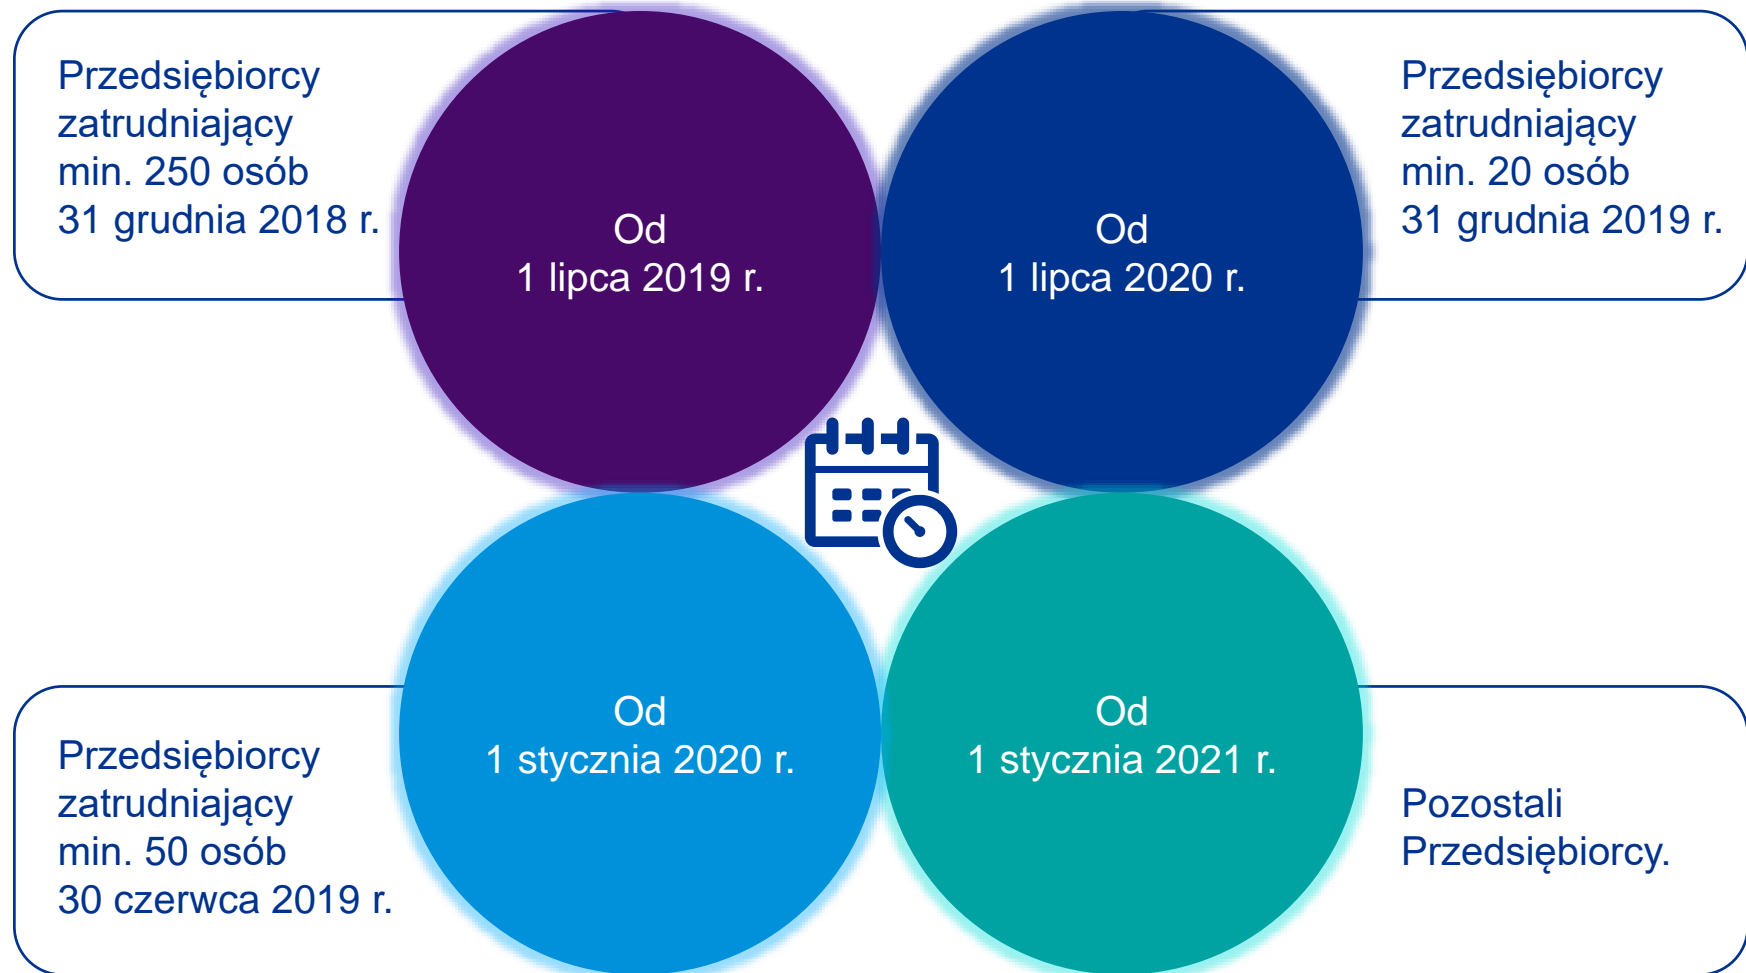 Przedsiębiorcy
zatrudniający
min. 250 osób
31 grudnia 2018 r.
Od
1 lipca 2019 r.
Od
1 lipca 2020 r.
Przedsiębiorcy
zatrudniający
min. 20 osób
31 grudnia 2019 r.
Przedsiębiorcy
zatrudniający
min. 50 osób
30 czerwca 2019 r.
Od
1 stycznia 2020 r.
Od
1 stycznia 2021 r.
Pozostali
Przedsiębiorcy.